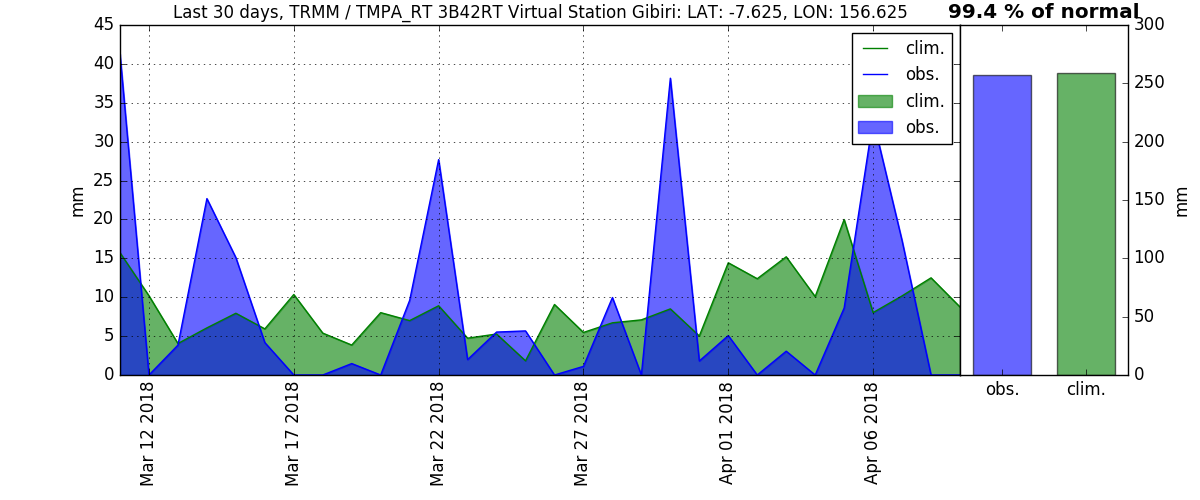 Last 30 days, TRMM / TMPA_RT 3B42RT Virtual Station Gibiri: LAT: -7.625, LON: 156.625
99.4 % of normal
mm
45
40
35
30
25
20
15
10
5
0
clim.
obs.
clim.
obs.
300
250
200
150
100
50
0
mm
Mar 12 2018
Mar 17 2018
Mar 22 2018
Mar 27 2018
Apr 01 2018
Apr 06 2018
obs.
clim.